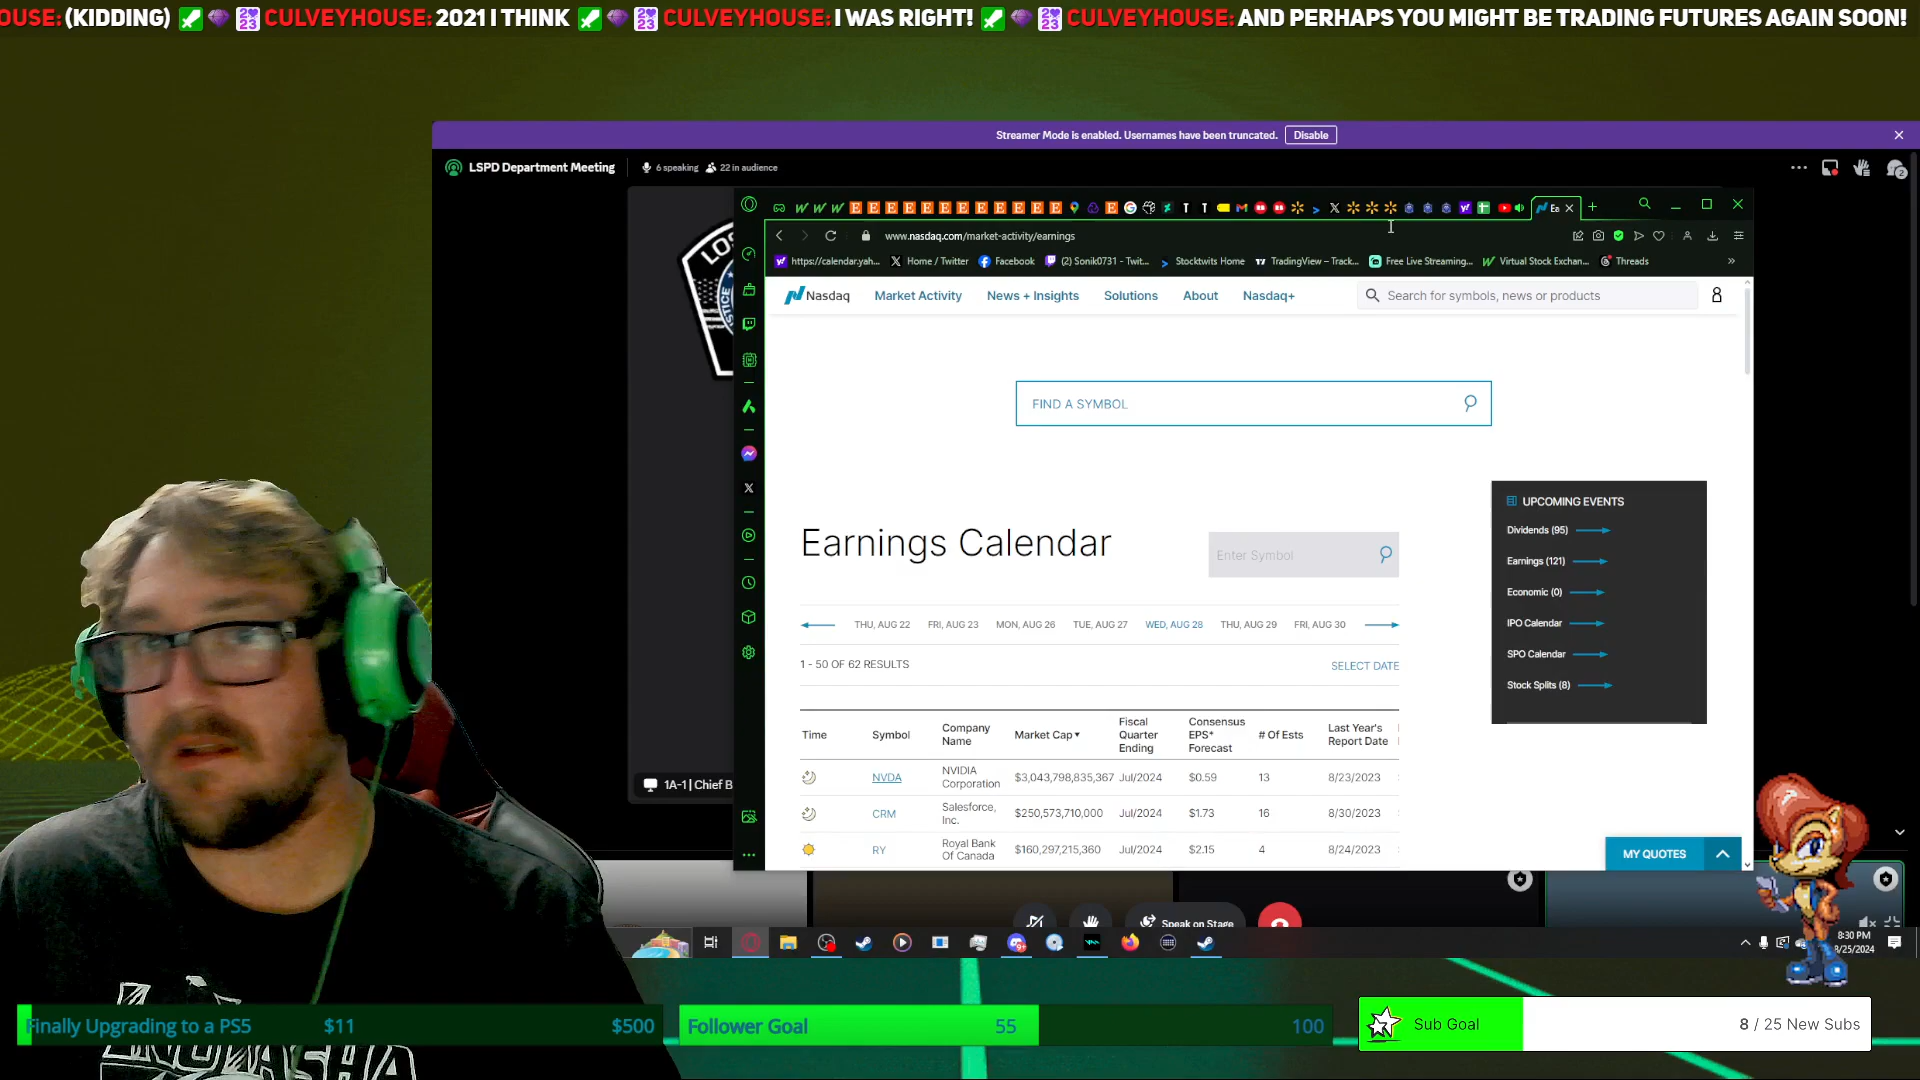 OUSE: (KIDDING) CULVEYHOUSE: 2021 I THINK CULVEYHOUSE: I WAS RIGHT! CULVEYHOUSE: AND PERHAPS YOU MIGHT BE TRADING FUTURES AGAIN SOON!
Streamer Mode is enabled. Usernames have been truncated. Disable
LSPD Department Meeting 6 speaking 22 in audience
www.nasdaq.com/market-activity/earnings
https://calendar.yah... Home / Twitter Facebook (2) Sonik0731 - Twit... Stocktwits Home TradingView – Track... Free Live Streaming... Virtual Stock Exchan... Threads
Nasdaq Market Activity News + Insights Solutions About Nasdaq+ Search for symbols, news or products
FIND A SYMBOL
Earnings Calendar
Enter Symbol
UPCOMING EVENTS
Dividends (95)
Earnings (121)
Economic (0)
IPO Calendar
SPO Calendar
Stock Splits (8)
THU, AUG 22 FRI, AUG 23 MON, AUG 26 TUE, AUG 27 WED, AUG 28 THU, AUG 29 FRI, AUG 30
1 - 50 OF 62 RESULTS SELECT DATE
Time Symbol Company Name Market Cap Fiscal Quarter Ending Consensus EPS* Forecast # Of Ests Last Year's Report Date
NVDA NVIDIA Corporation $3,043,798,835,367 Jul/2024 $0.59 13 8/23/2023
CRM Salesforce, Inc. $250,573,710,000 Jul/2024 $1.73 16 8/30/2023
RY Royal Bank Of Canada $160,297,215,360 Jul/2024 $2.15 4 8/24/2023
MY QUOTES
1A-1 | Chief B
Speak on Stage
8:30 PM
8/25/2024
Finally Upgrading to a PS5 $11 $500
Follower Goal 55 100
Sub Goal 8 / 25 New Subs